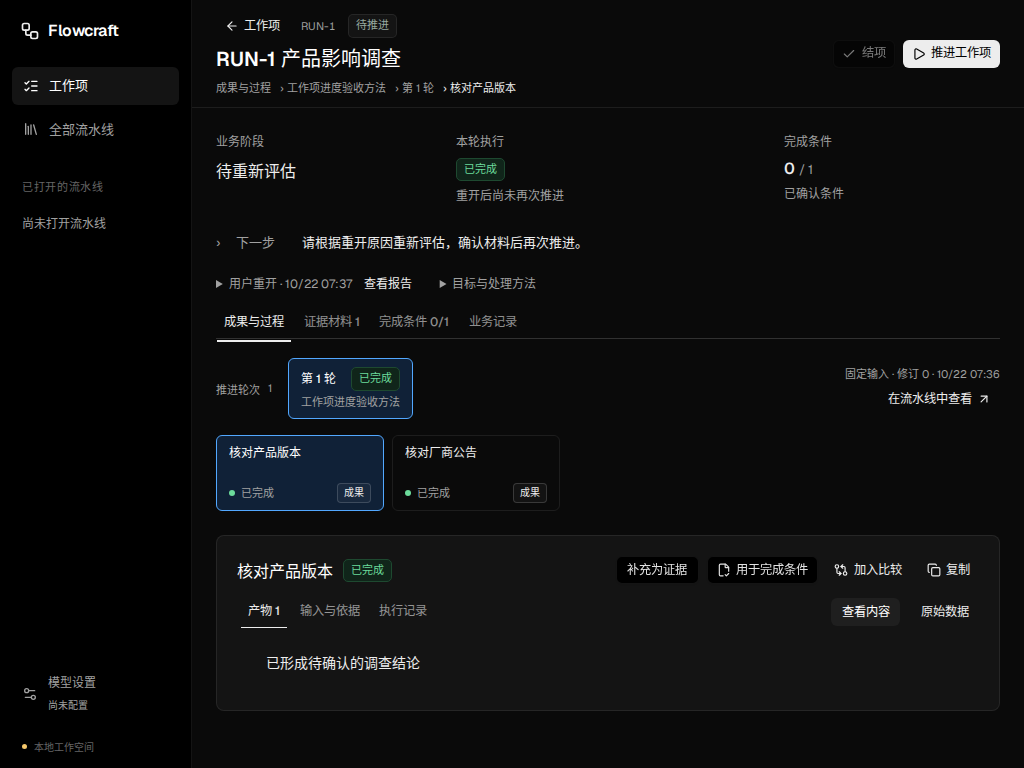 Flowcraft
工作项
全部流水线
已打开的流水线
尚未打开流水线
模型设置
尚未配置
本地工作空间
工作项 RUN-1 待推进
RUN-1 产品影响调查
结项 推进工作项
成果与过程 › 工作项进度验收方法 › 第 1 轮 › 核对产品版本
业务阶段
待重新评估
本轮执行
已完成
重开后尚未再次推进
完成条件
0 / 1
已确认条件
› 下一步 请根据重开原因重新评估，确认材料后再次推进。
用户重开 · 10/22 07:37 查看报告 目标与处理方法
成果与过程 证据材料 1 完成条件 0/1 业务记录
推进轮次 1
第 1 轮 已完成
工作项进度验收方法
固定输入 · 修订 0 · 10/22 07:36
在流水线中查看
核对产品版本
已完成 成果
核对厂商公告
已完成 成果
核对产品版本 已完成
补充为证据 用于完成条件 加入比较 复制
产物 1 输入与依据 执行记录
查看内容 原始数据
已形成待确认的调查结论